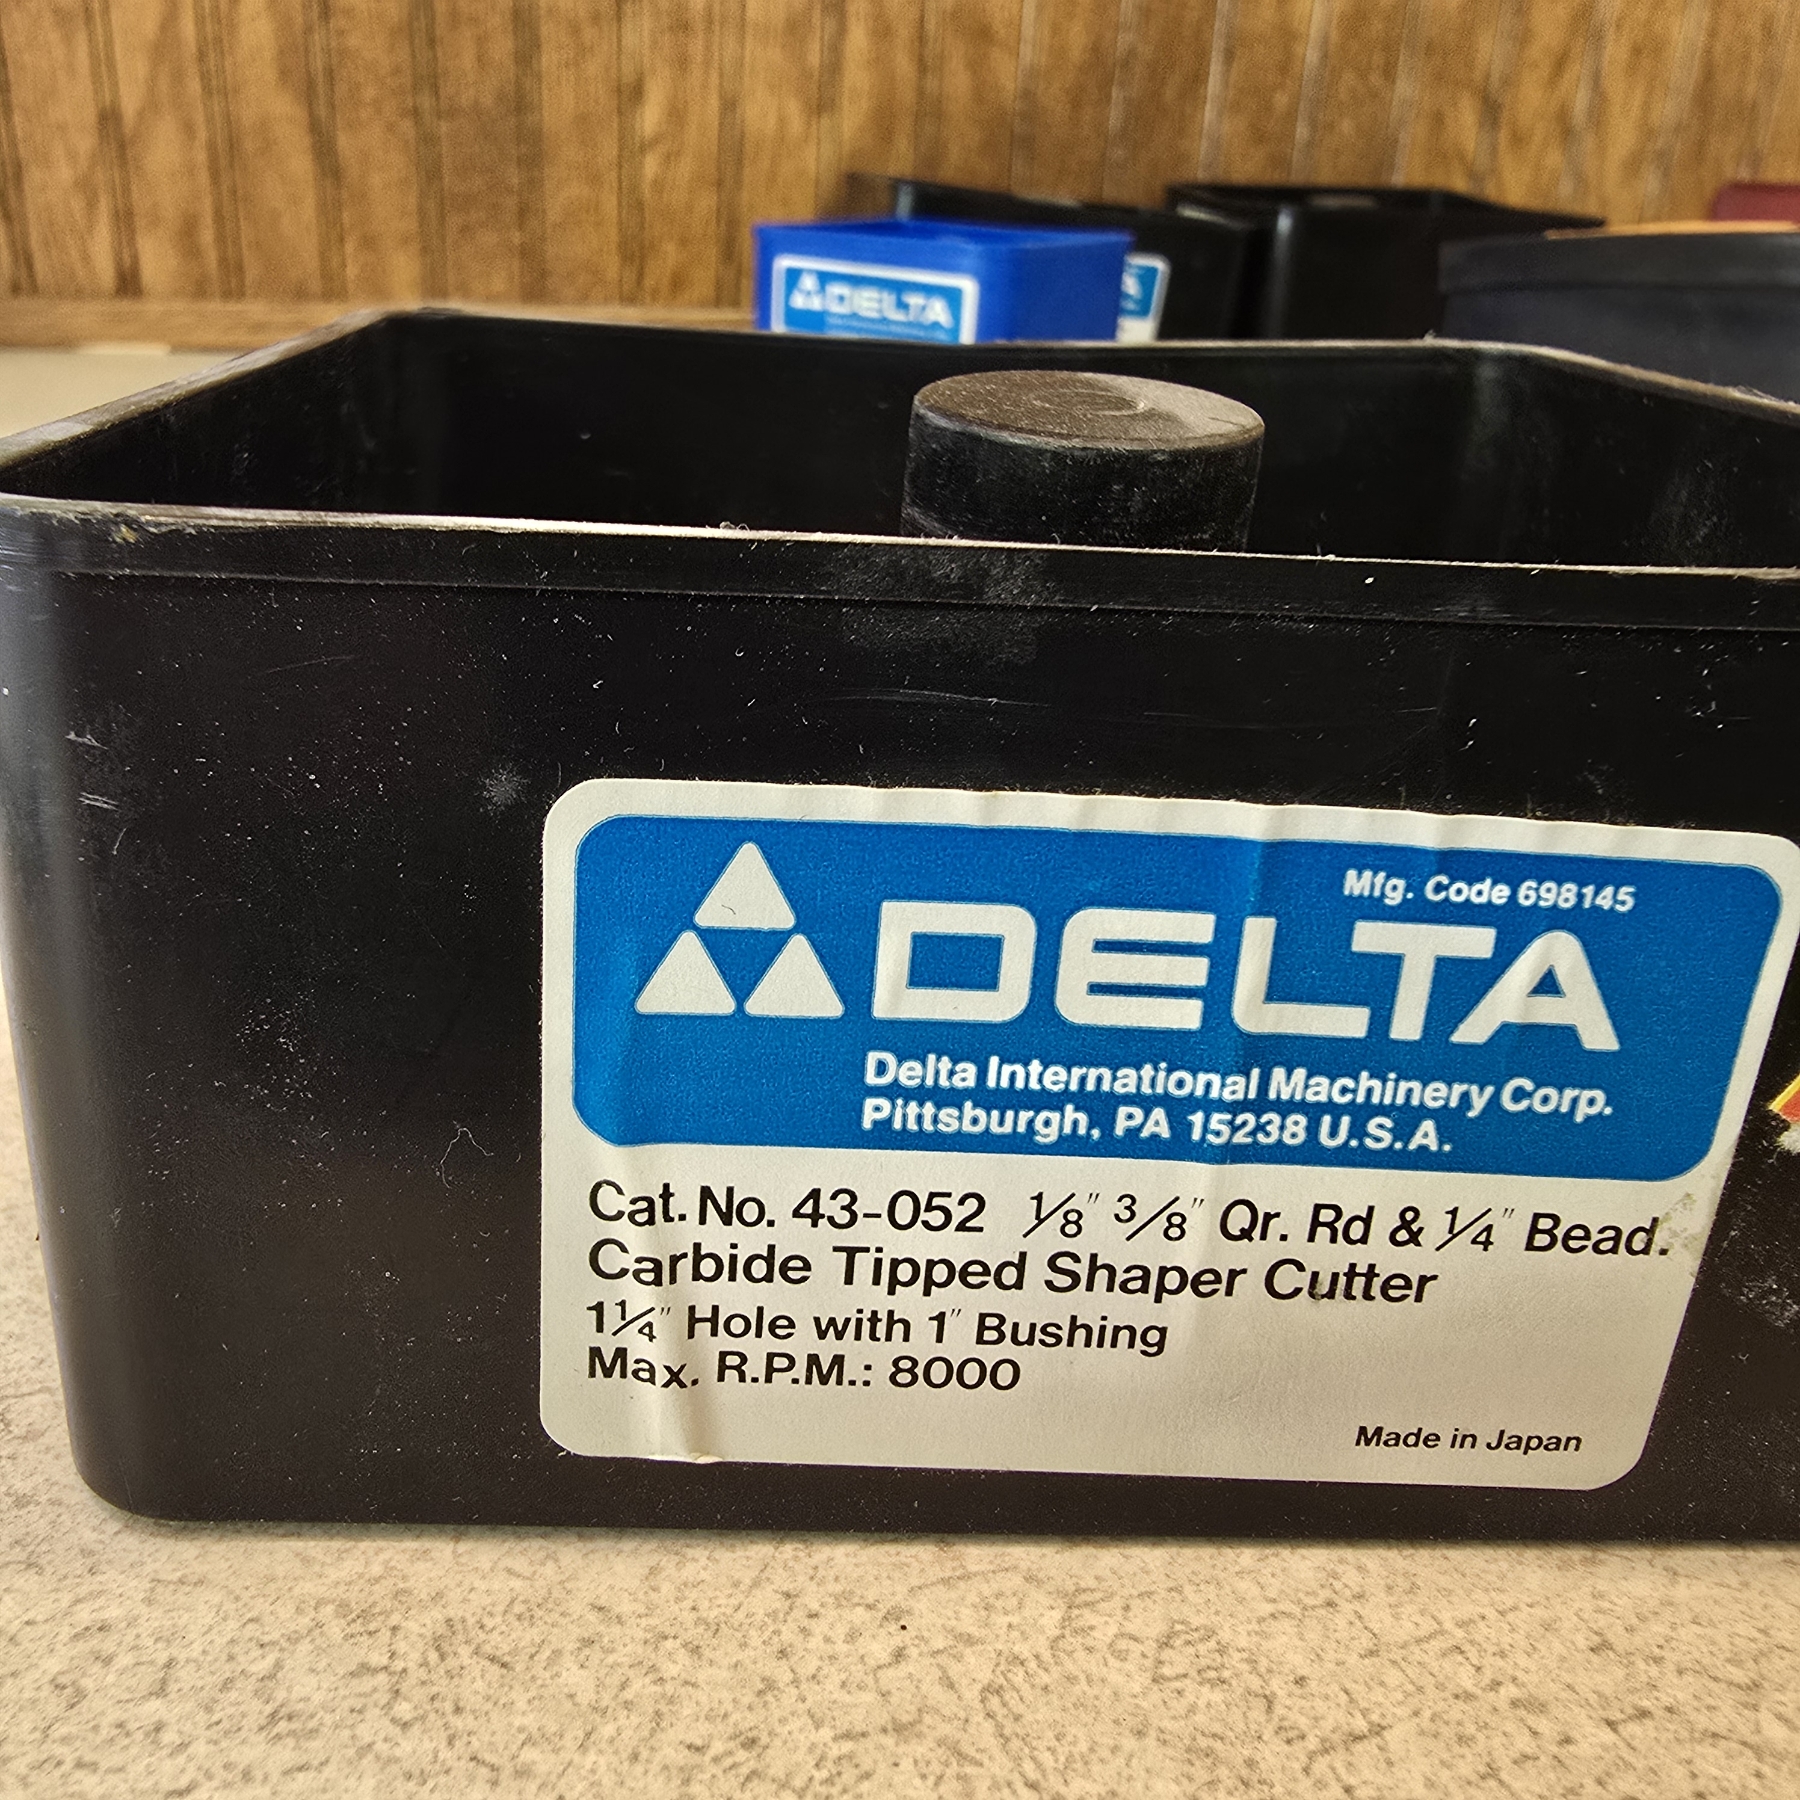 DELTA
Mfg. Code 698145
DELTA
Delta International Machinery Corp.
Pittsburgh, PA 15238 U.S.A.
Cat. No. 43-052 1/8" 3/8" Qr. Rd & 1/4" Bead.
Carbide Tipped Shaper Cutter
1 1/4" Hole with 1" Bushing
Max. R.P.M.: 8000
Made in Japan